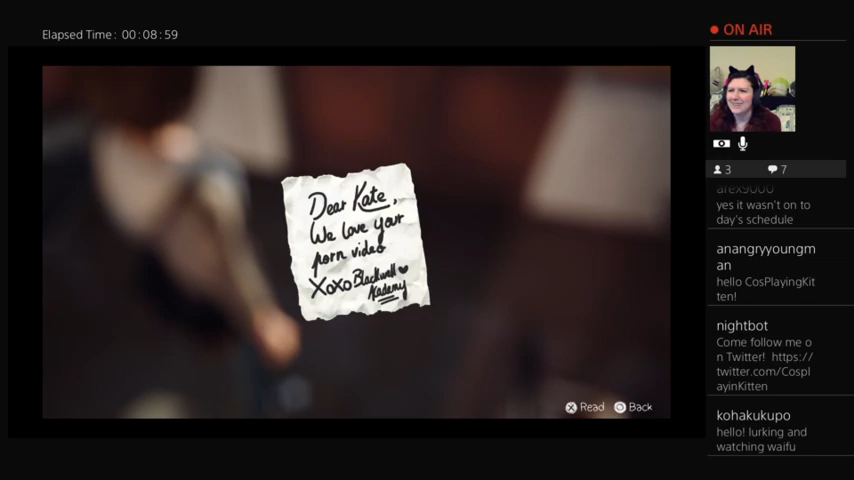 Elapsed Time: 00:08:59
ON AIR
Dear Kate,
We love your
porn video
XoXo Blackwell
Academy
Read
Back
3
7
arex9000
yes it wasn't on to
day's schedule
anangryyoungm
an
hello CosPlayingKit
ten!
nightbot
Come follow me o
n Twitter! https://
twitter.com/Cospl
ayinKitten
kohakukupo
hello! lurking and
watching waifu